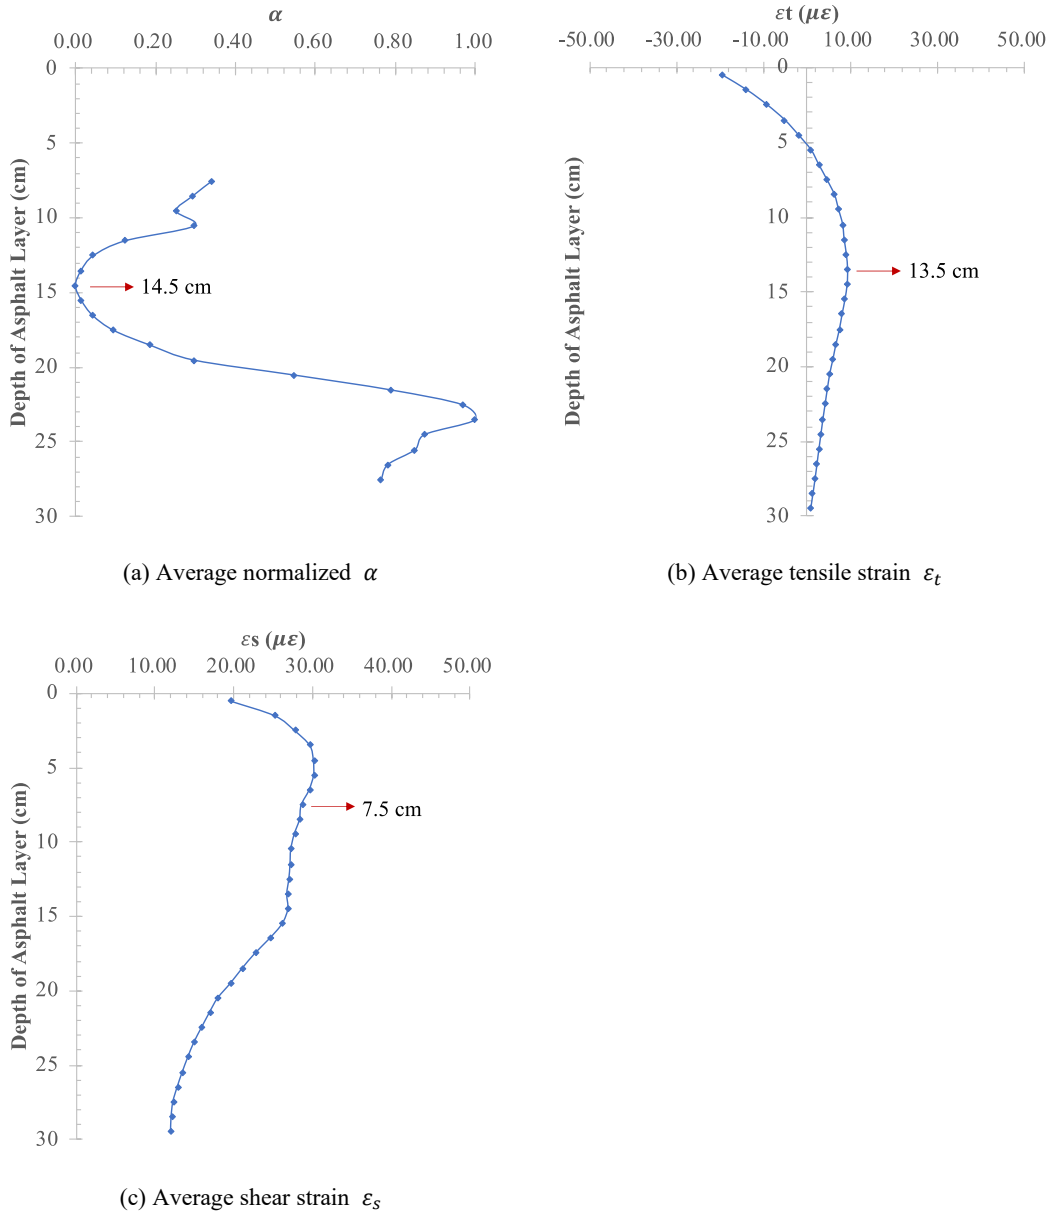 α
0.00 0.20 0.40 0.60 0.80 1.00
0
5
10
15
20
25
30
Depth of Asphalt Layer (cm)
14.5 cm
(a) Average normalized α
εt (με)
-50.00 -30.00 -10.00 10.00 30.00 50.00
0
5
10
15
20
25
30
Depth of Asphalt Layer (cm)
13.5 cm
(b) Average tensile strain εt
εs (με)
0.00 10.00 20.00 30.00 40.00 50.00
0
5
10
15
20
25
30
Depth of Asphalt Layer (cm)
7.5 cm
(c) Average shear strain εs